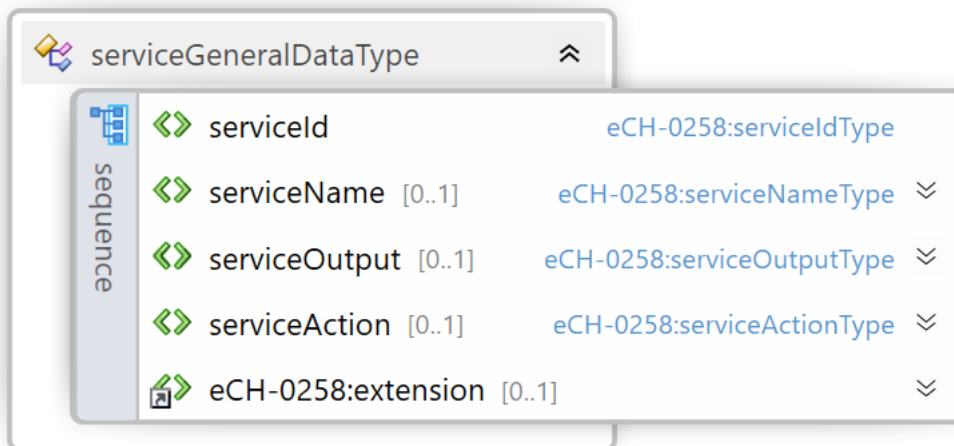 serviceGeneralDataType
sequence
serviceId eCH-0258:serviceIdType
serviceName [0..1] eCH-0258:serviceNameType
serviceOutput [0..1] eCH-0258:serviceOutputType
serviceAction [0..1] eCH-0258:serviceActionType
eCH-0258:extension [0..1]